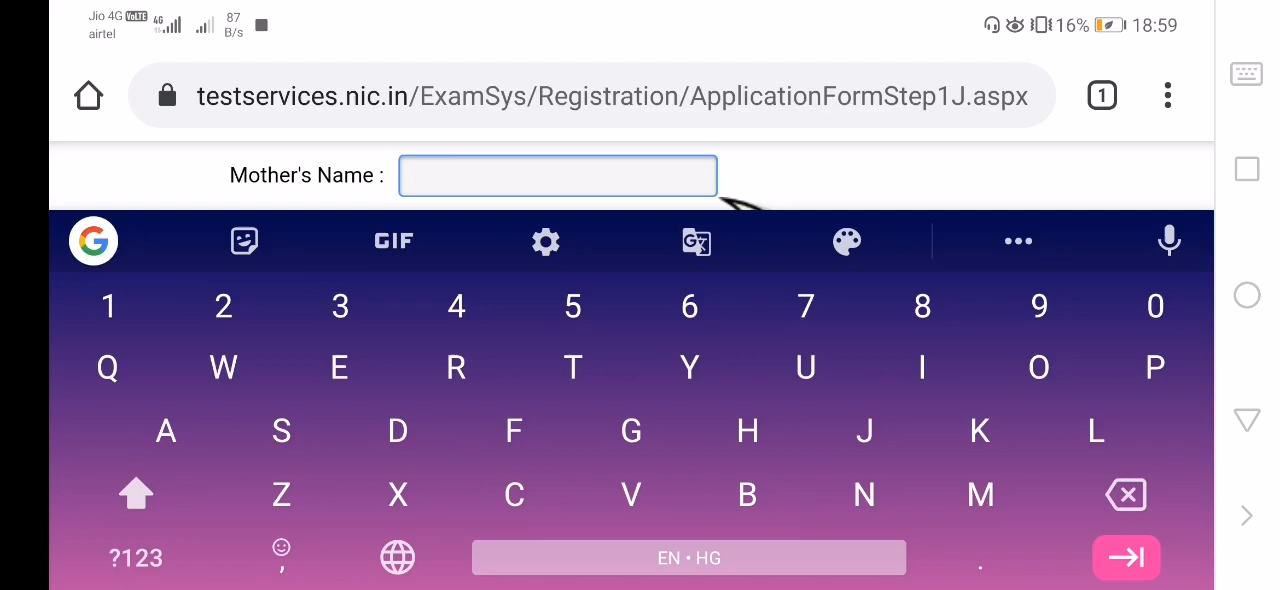 Jio 4G VoLTE 4G 87 16% 18:59
airtel B/s
testservices.nic.in/ExamSys/Registration/ApplicationFormStep1J.aspx 1
Mother's Name :
G GIF G
1 2 3 4 5 6 7 8 9 0
Q W E R T Y U I O P
A S D F G H J K L
Z X C V B N M
?123 , EN • HG .